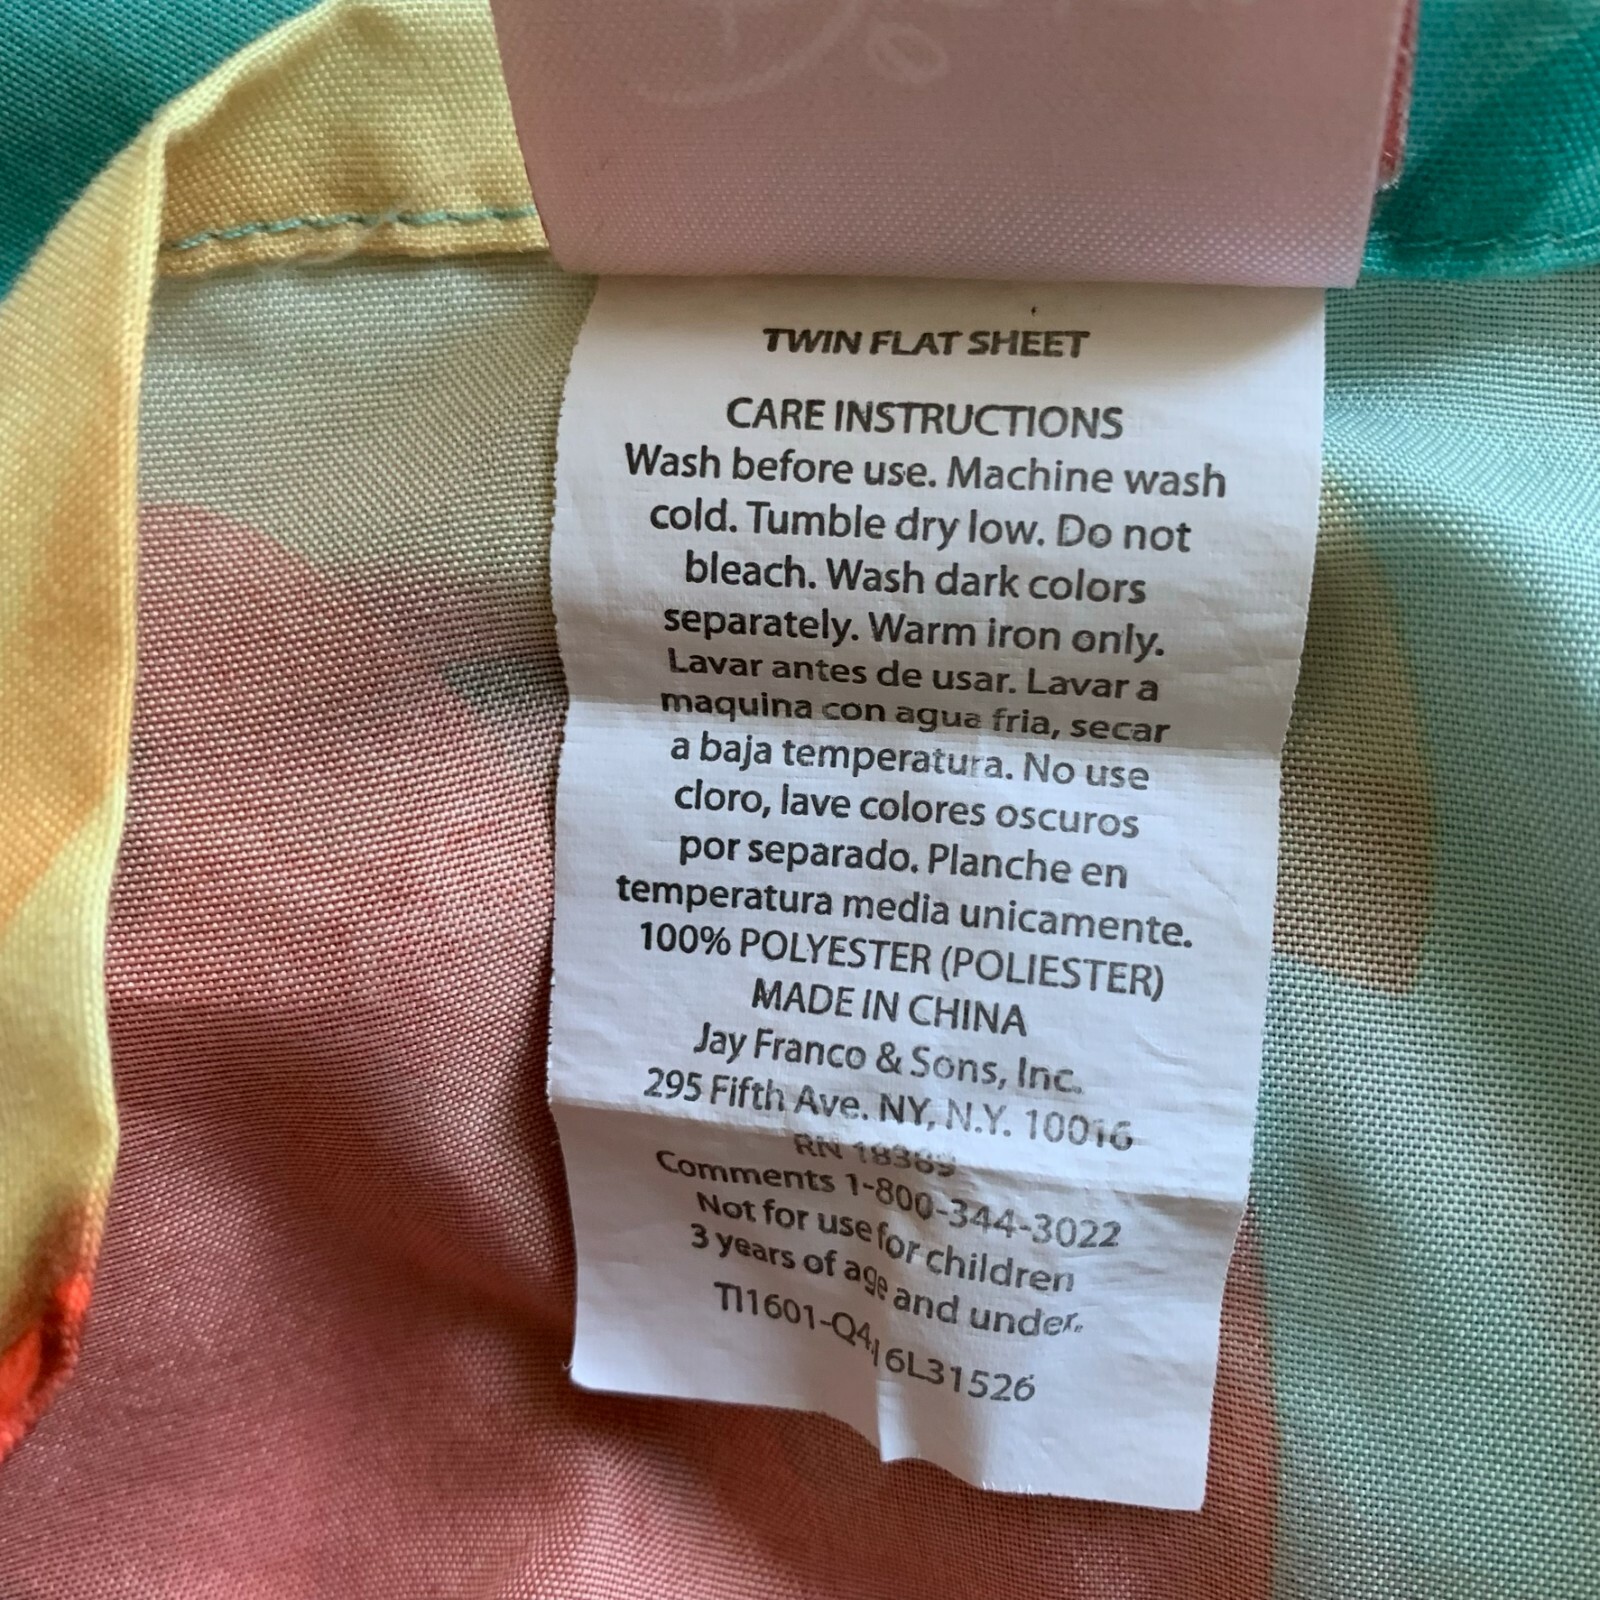 TWIN FLAT SHEET
CARE INSTRUCTIONS
Wash before use. Machine wash
cold. Tumble dry low. Do not
bleach. Wash dark colors
separately. Warm iron only.
Lavar antes de usar. Lavar a
maquina con agua fria, secar
a baja temperatura. No use
cloro, lave colores oscuros
por separado. Planche en
temperatura media unicamente.
100% POLYESTER (POLIESTER)
MADE IN CHINA
Jay Franco & Sons, Inc.
295 Fifth Ave. NY, N.Y. 10016
RN 18369
Comments 1-800-344-3022
Not for use for children
3 years of age and under.
TI1601-Q4,16L31526